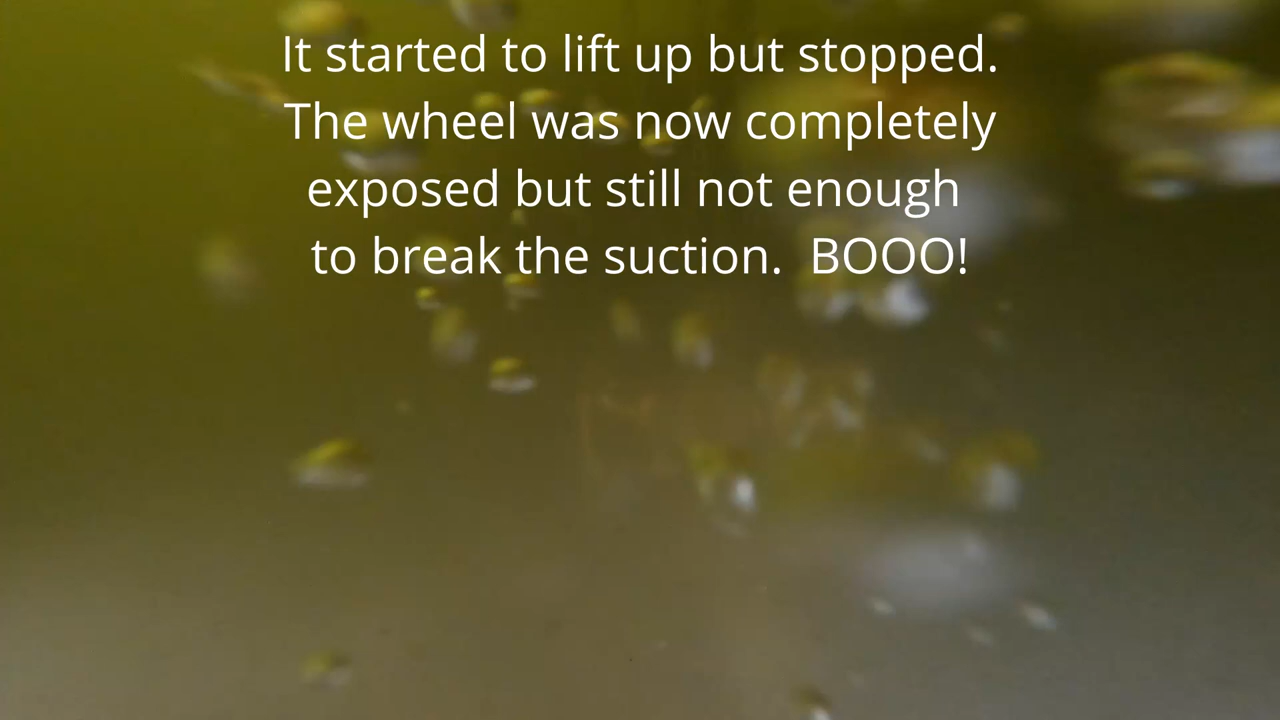 It started to lift up but stopped.
The wheel was now completely
exposed but still not enough
to break the suction.  BOOO!